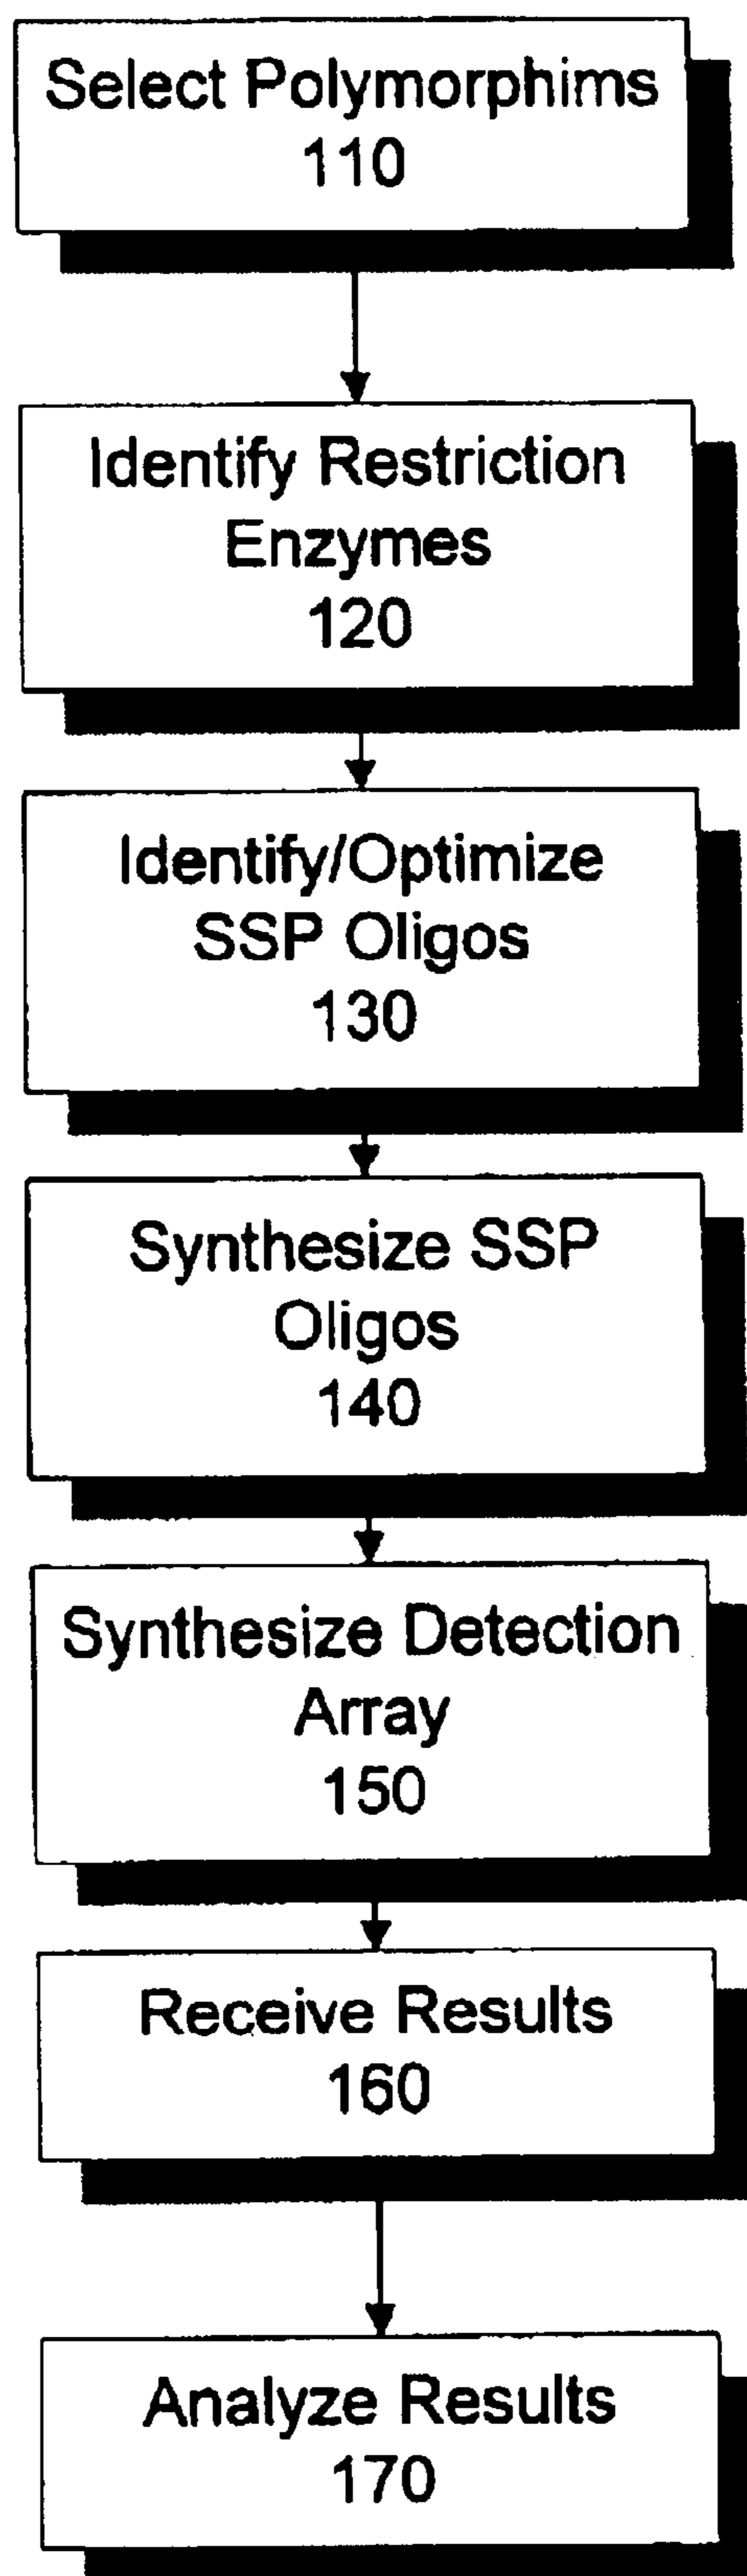 Select Polymorphims
110
Identify Restriction
Enzymes
120
Identify/Optimize
SSP Oligos
130
Synthesize SSP
Oligos
140
Synthesize Detection
Array
150
Receive Results
160
Analyze Results
170